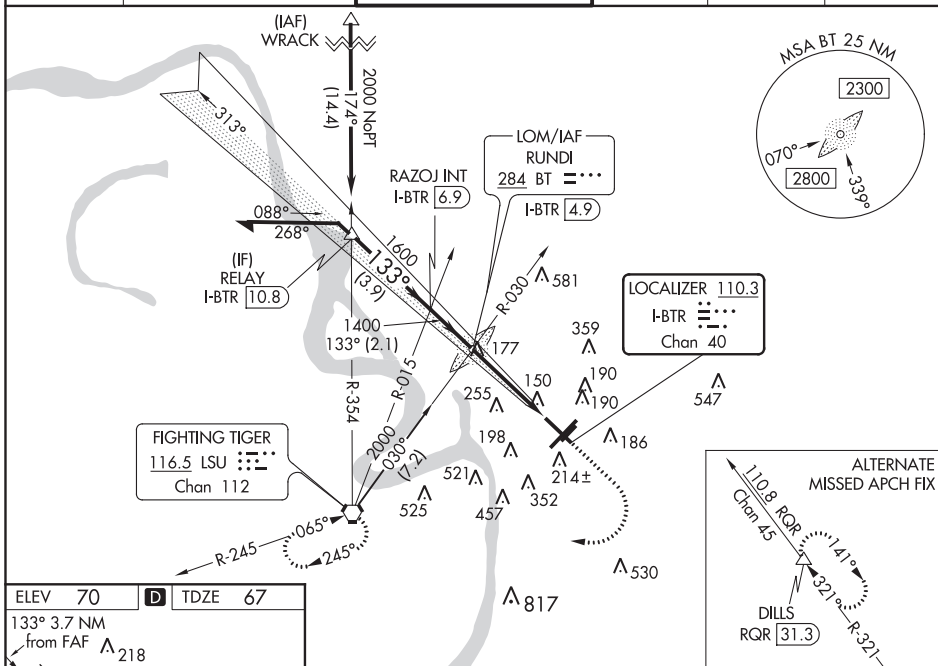 (IAF)
WRACK
2000 NoPT
174°
(14.4)
MSA BT 25 NM
2300
070°
2800
339°
313°
LOM/IAF
RUNDI
284 BT
I-BTR 4.9
RAZOJ INT
I-BTR 6.9
088°
268°
(IF)
RELAY
I-BTR 10.8
1600
133°
(3.9)
1400
133° (2.1)
R-030
581
LOCALIZER 110.3
I-BTR
Chan 40
177
359
R-354
R-015
150
190
190
547
255
186
FIGHTING TIGER
116.5 LSU
Chan 112
2000
030°
(7.2)
198
214±
521
352
525
457
R-245
065°
245°
530
817
ALTERNATE
MISSED APCH FIX
110.8 RQR
Chan 45
141°
321°
R-321
DILLS
RQR 31.3
ELEV 70
D
TDZE 67
133° 3.7 NM
from FAF
218